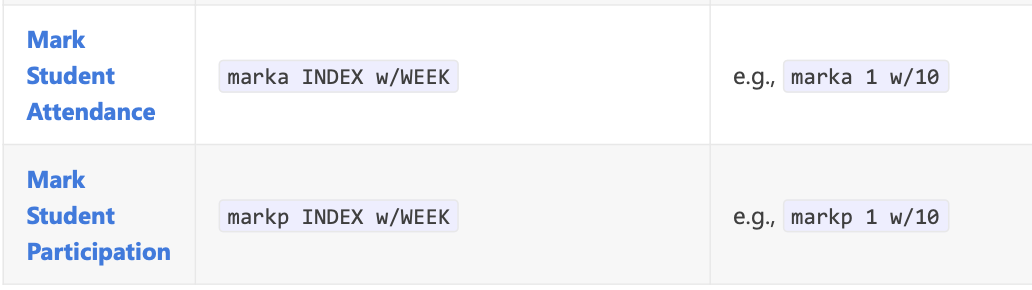 Mark
Student
Attendance
marka INDEX w/WEEK
e.g., marka 1 w/10
Mark
Student
Participation
markp INDEX w/WEEK
e.g., markp 1 w/10